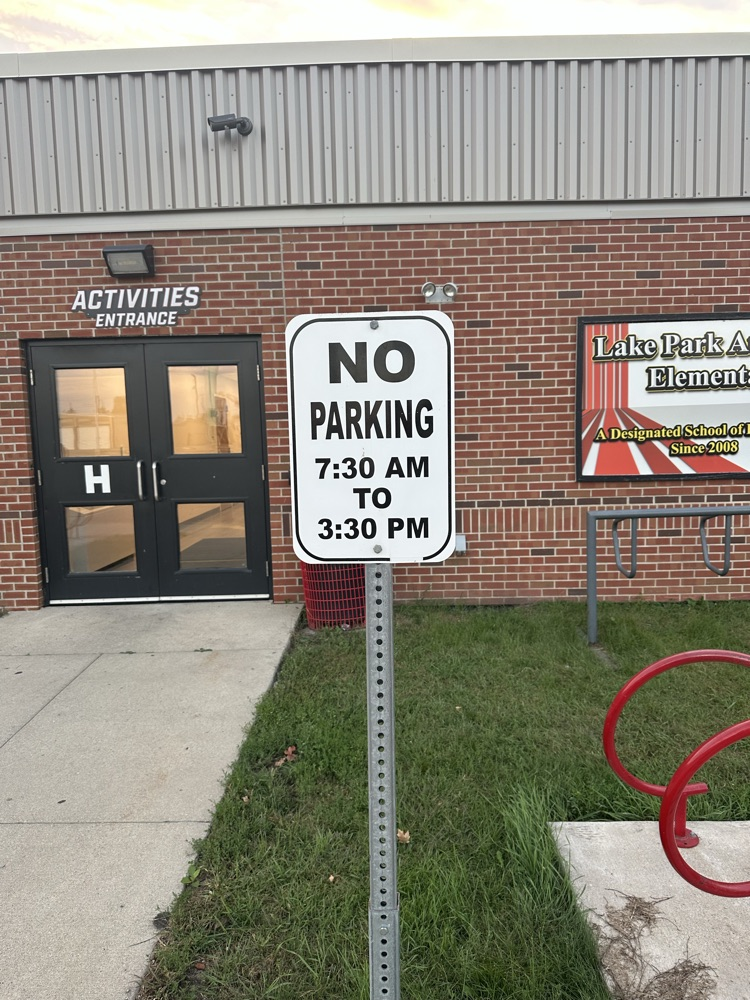 ACTIVITIES
ENTRANCE
H
NO
PARKING
7:30 AM
TO
3:30 PM
Lake Park
Element
A Designated School of
Since 2008